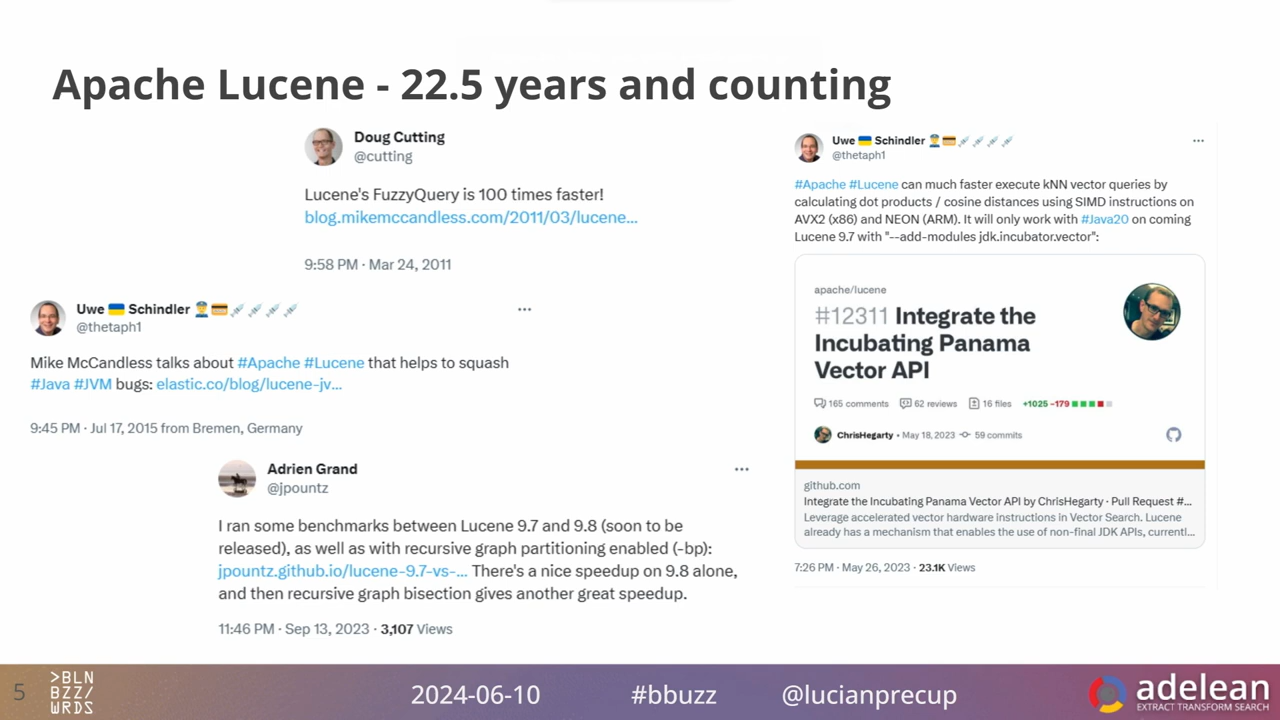 Apache Lucene - 22.5 years and counting
Doug Cutting
@cutting
Lucene's FuzzyQuery is 100 times faster!
blog.mikemccandless.com/2011/03/lucene...
9:58 PM · Mar 24, 2011
Uwe 🇺🇦 Schindler 👮💳💉💉💉💉
@thetaph1
Mike McCandless talks about #Apache #Lucene that helps to squash
#Java #JVM bugs: elastic.co/blog/lucene-jv...
9:45 PM · Jul 17, 2015 from Bremen, Germany
Adrien Grand
@jpountz
I ran some benchmarks between Lucene 9.7 and 9.8 (soon to be
released), as well as with recursive graph partitioning enabled (-bp):
jpountz.github.io/lucene-9.7-vs-... There's a nice speedup on 9.8 alone,
and then recursive graph bisection gives another great speedup.
11:46 PM · Sep 13, 2023 · 3,107 Views
Uwe 🇺🇦 Schindler 👮💳💉💉💉💉
@thetaph1
#Apache #Lucene can much faster execute kNN vector queries by
calculating dot products / cosine distances using SIMD instructions on
AVX2 (x86) and NEON (ARM). It will only work with #Java20 on coming
Lucene 9.7 with "--add-modules jdk.incubator.vector":
apache/lucene
#12311 Integrate the
Incubating Panama
Vector API
165 comments 62 reviews 16 files +1025 -179
ChrisHegarty • May 18, 2023 59 commits
github.com
Integrate the Incubating Panama Vector API by ChrisHegarty · Pull Request #...
Leverage accelerated vector hardware instructions in Vector Search. Lucene
already has a mechanism that enables the use of non-final JDK APIs, currentl...
7:26 PM · May 26, 2023 · 23.1K Views
5
>BLN
BZZ/
WRDS
2024-06-10
#bbuzz
@lucianprecup
adelean
EXTRACT TRANSFORM SEARCH